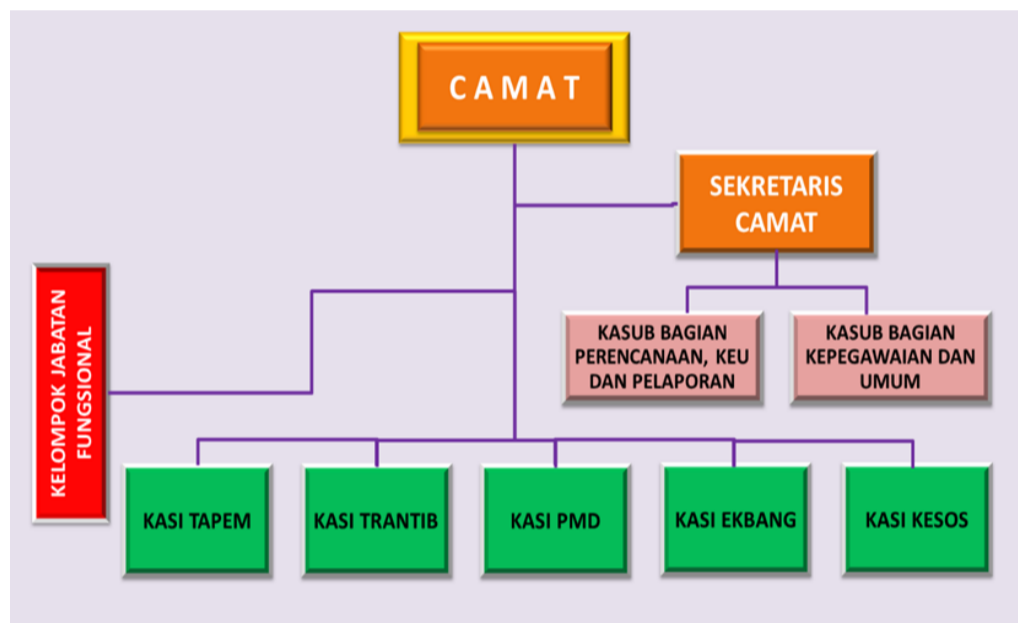 C A M A T
SEKRETARIS
CAMAT
KELOMPOK JABATAN
FUNGSIONAL
KASUB BAGIAN
PERENCANAAN, KEU
DAN PELAPORAN
KASUB BAGIAN
KEPEGAWAIAN DAN
UMUM
KASI TAPEM
KASI TRANTIB
KASI PMD
KASI EKBANG
KASI KESOS